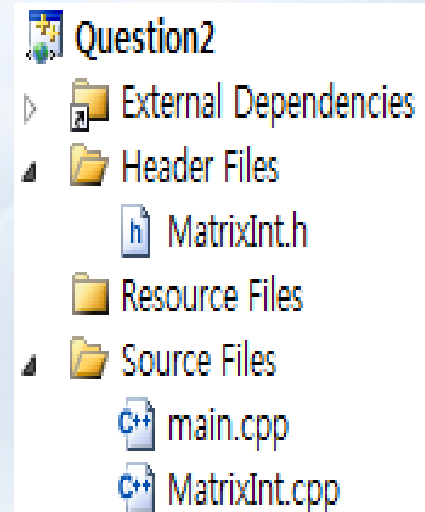 Question2
External Dependencies
Header Files
h MatrixInt.h
Resource Files
Source Files
C++ main.cpp
C++ MatrixInt.cpp